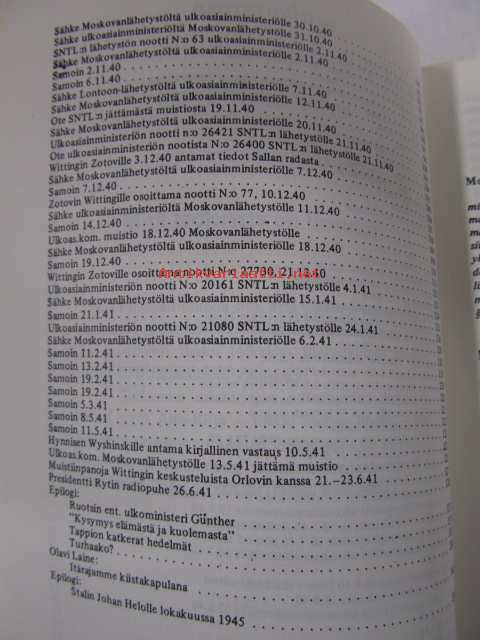 Sähke Moskovanlähetystöltä ulkoasiainministeriölle 30.10.40
Sähke ulkoasiainministeriöltä Moskovanlähetystölle 31.10.40
SNTL:n lähetystön nootti N:o 63 ulkoasiainministeriölle 2.11.40
Sähke Moskovanlähetystöltä ulkoasiainministeriölle 2.11.40
Samoin 2.11.40
Samoin 6.11.40
Sähke Lontoon-lähetystöltä ulkoasiainministeriölle 7.11.40
Sähke Moskovanlähetystöltä ulkoasiainministeriölle 12.11.40
Ote SNTL:n jättämästä muistiosta 19.11.40
Sähke Moskovanlähetystöltä ulkoasiainministeriölle 20.11.40
Ulkoasiainministeriön nootti n:o 26421 SNTL:n lähetystölle 21.11.40
Ote ulkoasiainministeriön nootista N:o 26400 SNTL:n lähetystölle 21.11.40
Wittingin Zotoville 3.12.40 antamat tiedot Sallan radasta
Sähke Moskovanlähetystöltä ulkoasiainministeriölle 7.12.40
Samoin 7.12.40
Zotovin Wittingille osoittama nootti N:o 77, 10.12.40
Sähke ulkoasiainministeriöltä Moskovanlähetystölle 11.12.40
Samoin 14.12.40
Ulkoas.kom. muistio 18.12.40 Moskovanlähetystölle
Sähke Moskovanlähetystöltä ulkoasiainministeriölle 18.12.40
Samoin 19.12.40
Wittingin Zotoville osoittama nootti N:o 27730, 21.12.40
Ulkoasiainministeriön nootti N:o 20161 SNTL:n lähetystölle 4.1.41
Sähke Moskovanlähetystöltä ulkoasiainministeriölle 15.1.41
Samoin 21.1.41
Ulkoasiainministeriön nootti N:o 21080 SNTL:n lähetystölle 24.1.41
Sähke Moskovanlähetystöltä ulkoasiainministeriölle 6.2.41
Samoin 11.2.41
Samoin 13.2.41
Samoin 19.2.41
Samoin 19.2.41
Samoin 5.3.41
Samoin 8.5.41
Samoin 11.5.41
Hynnisen Wyshinskille antama kirjallinen vastaus 10.5.41
Ulkoas.kom. Moskovanlähetystölle 13.5.41 jättämä muistio
Muistiinpanoja Wittingin keskusteluista Orlovin kanssa 21.–23.6.41
Presidentti Rytin radiopuhe 26.6.41
Epilogi:
Ruotsin ent. ulkoministeri Günther
"Kysymys elämästä ja kuolemasta"
Tappion katkerat hedelmät
Turhaako?
Olavi Laine:
Itärajamme kiistakapulana
Epilogi:
Stalin Johan Helolle lokakuussa 1945